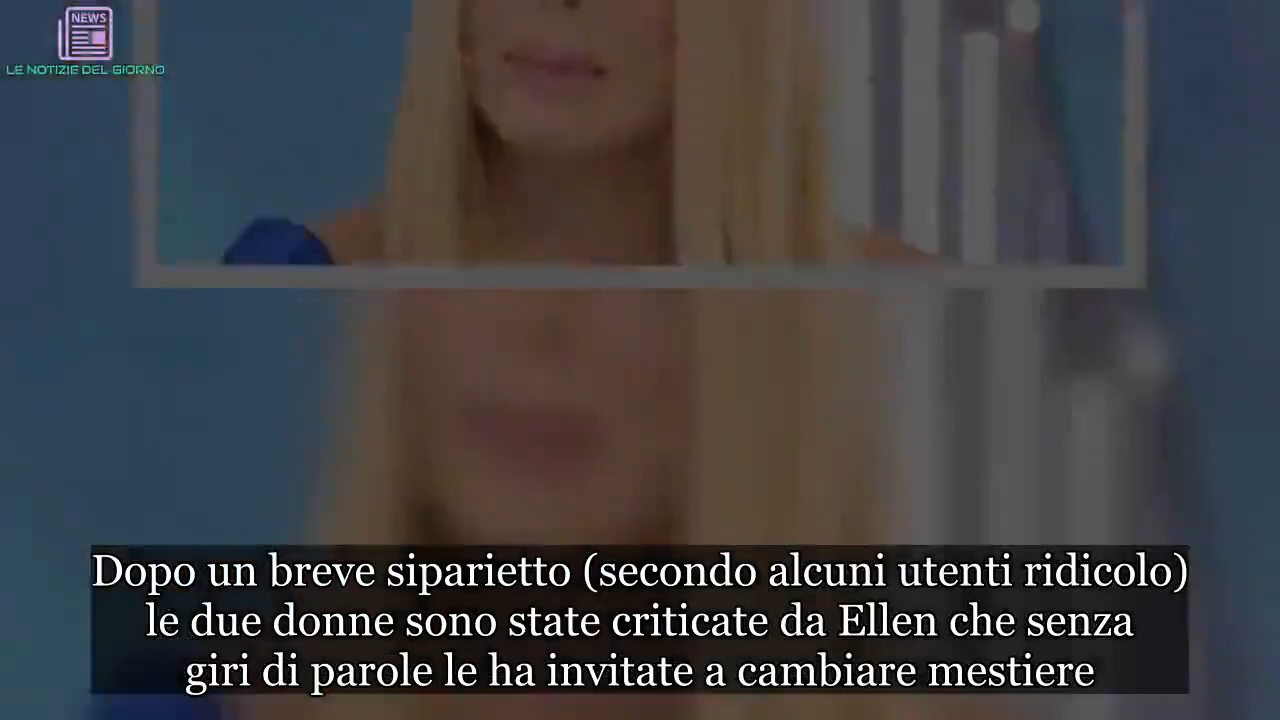 NEWS
LE NOTIZIE DEL GIORNO
Dopo un breve siparietto (secondo alcuni utenti ridicolo)
le due donne sono state criticate da Ellen che senza
giri di parole le ha invitate a cambiare mestiere